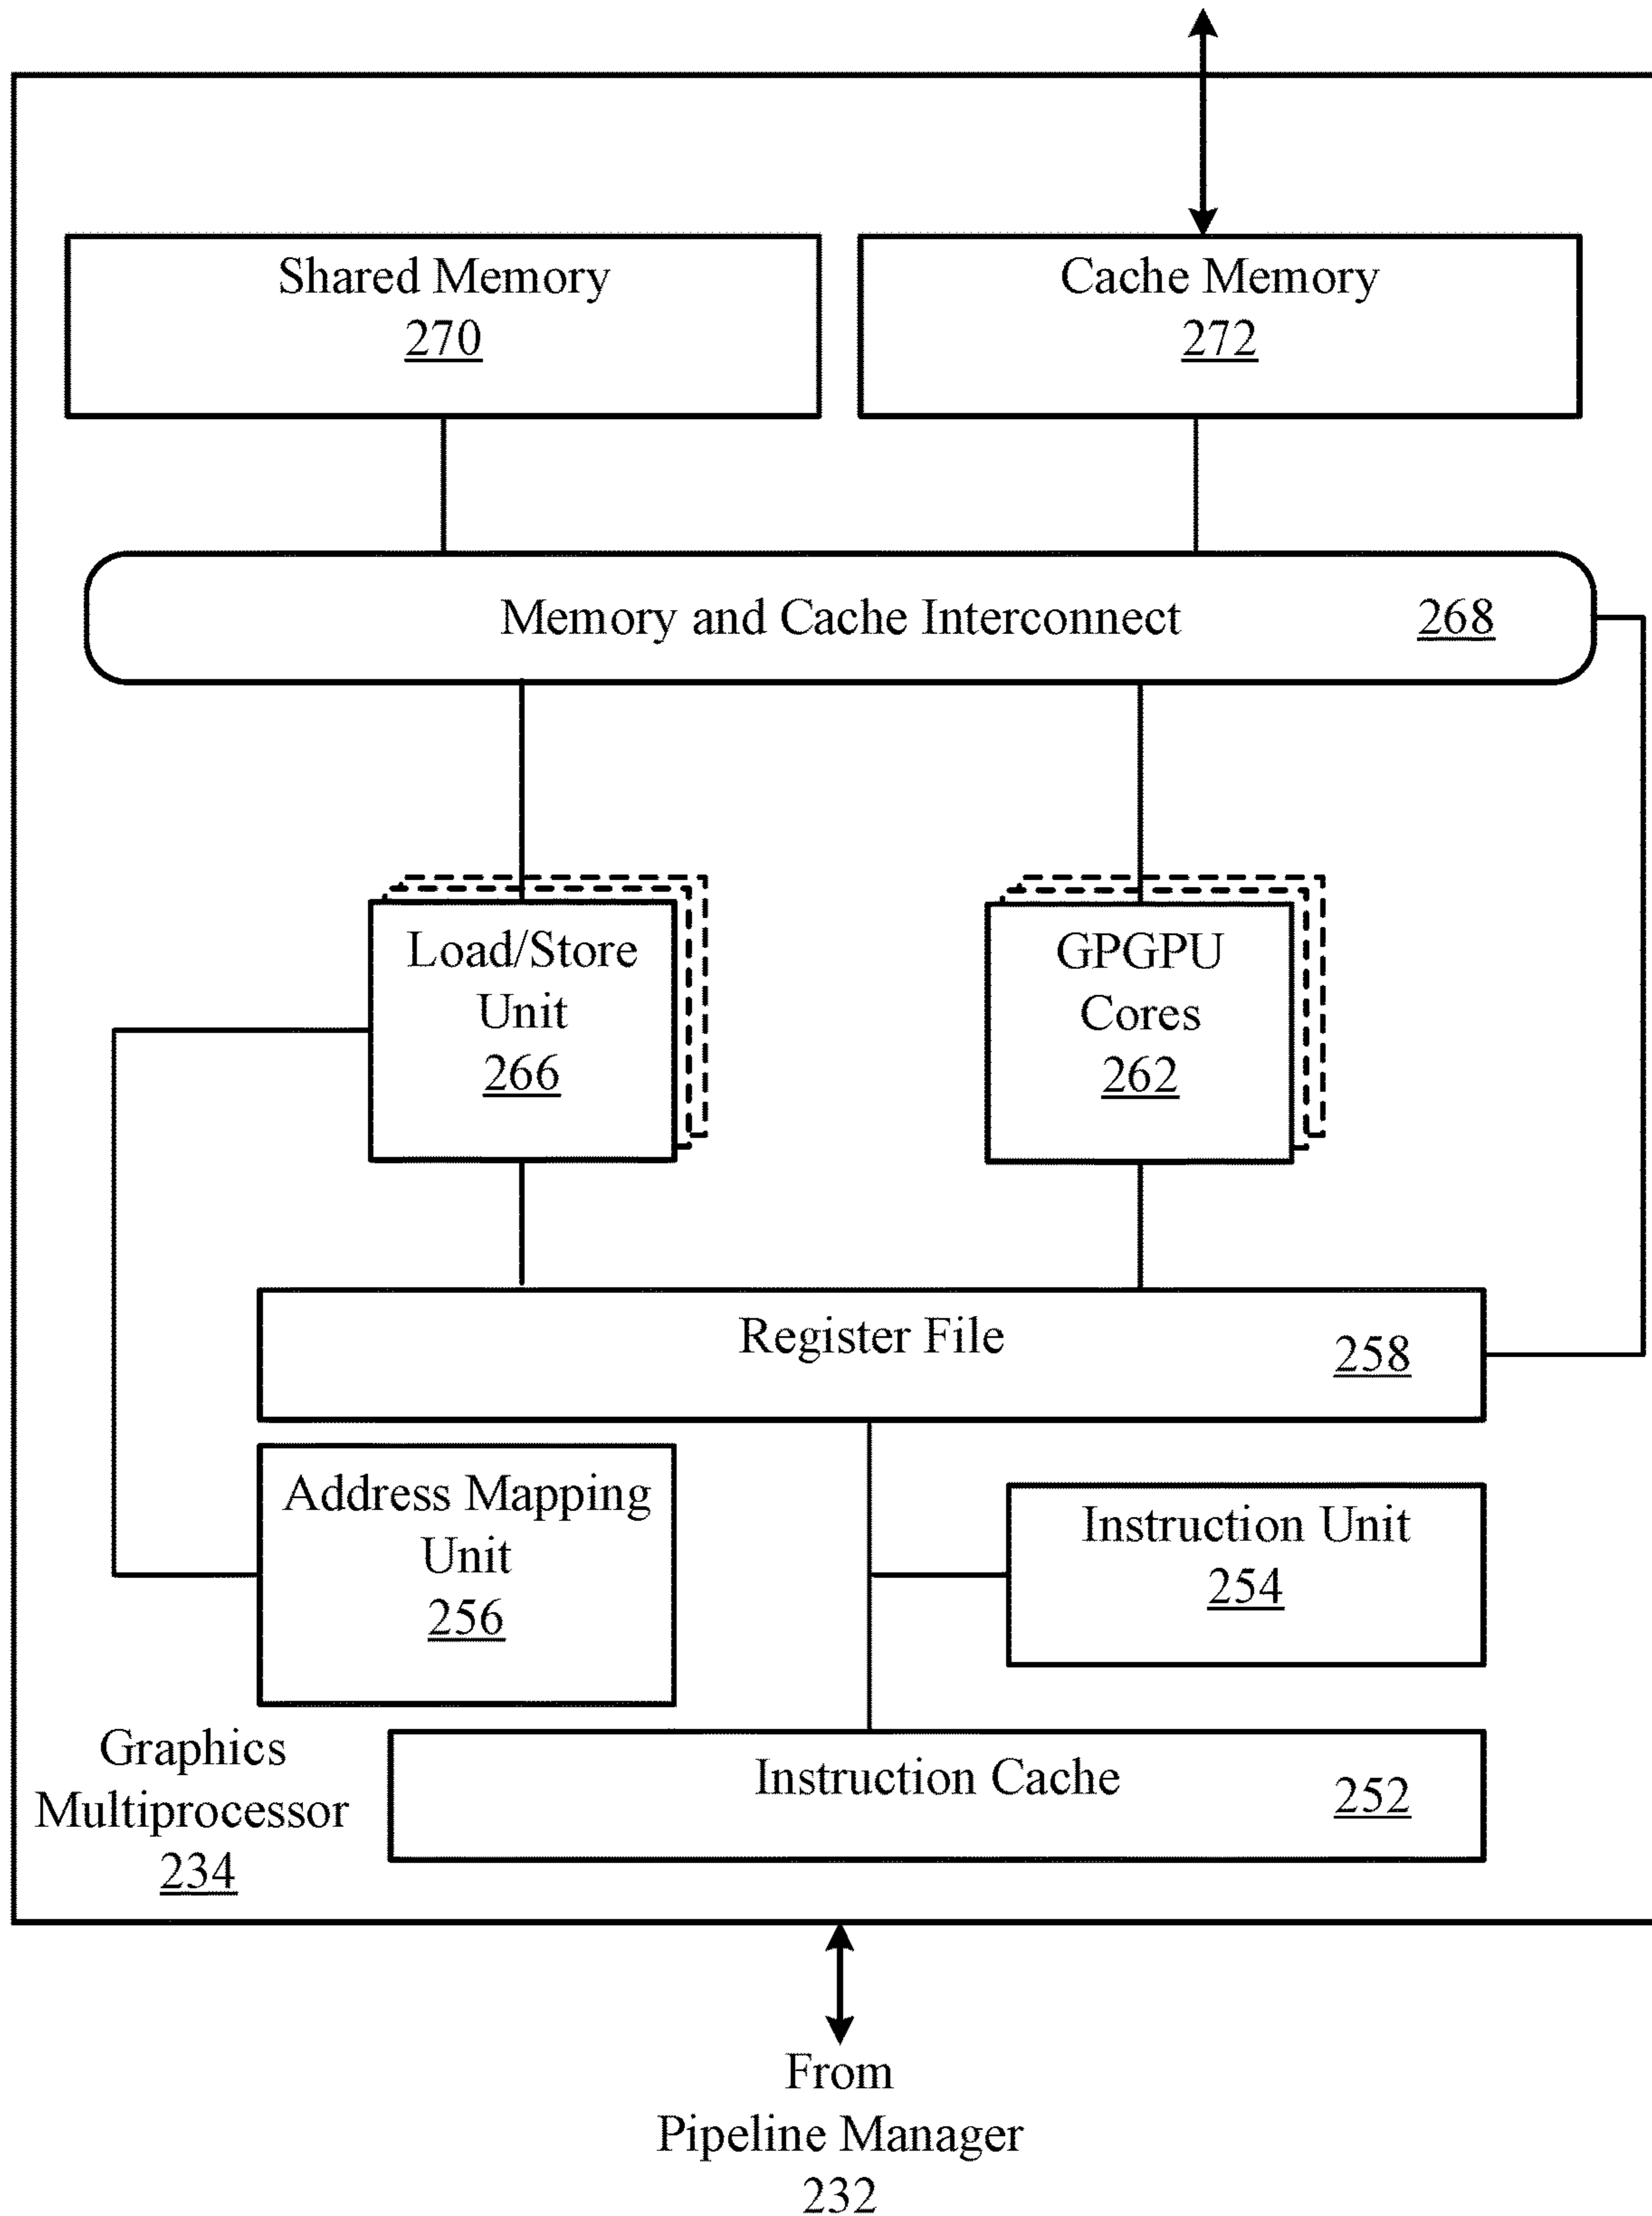 Shared Memory
270
Cache Memory
272
Memory and Cache Interconnect 268
Load/Store
Unit
266
GPGPU
Cores
262
Register File 258
Address Mapping
Unit
256
Instruction Unit
254
Graphics
Multiprocessor
234
Instruction Cache 252
From
Pipeline Manager
232